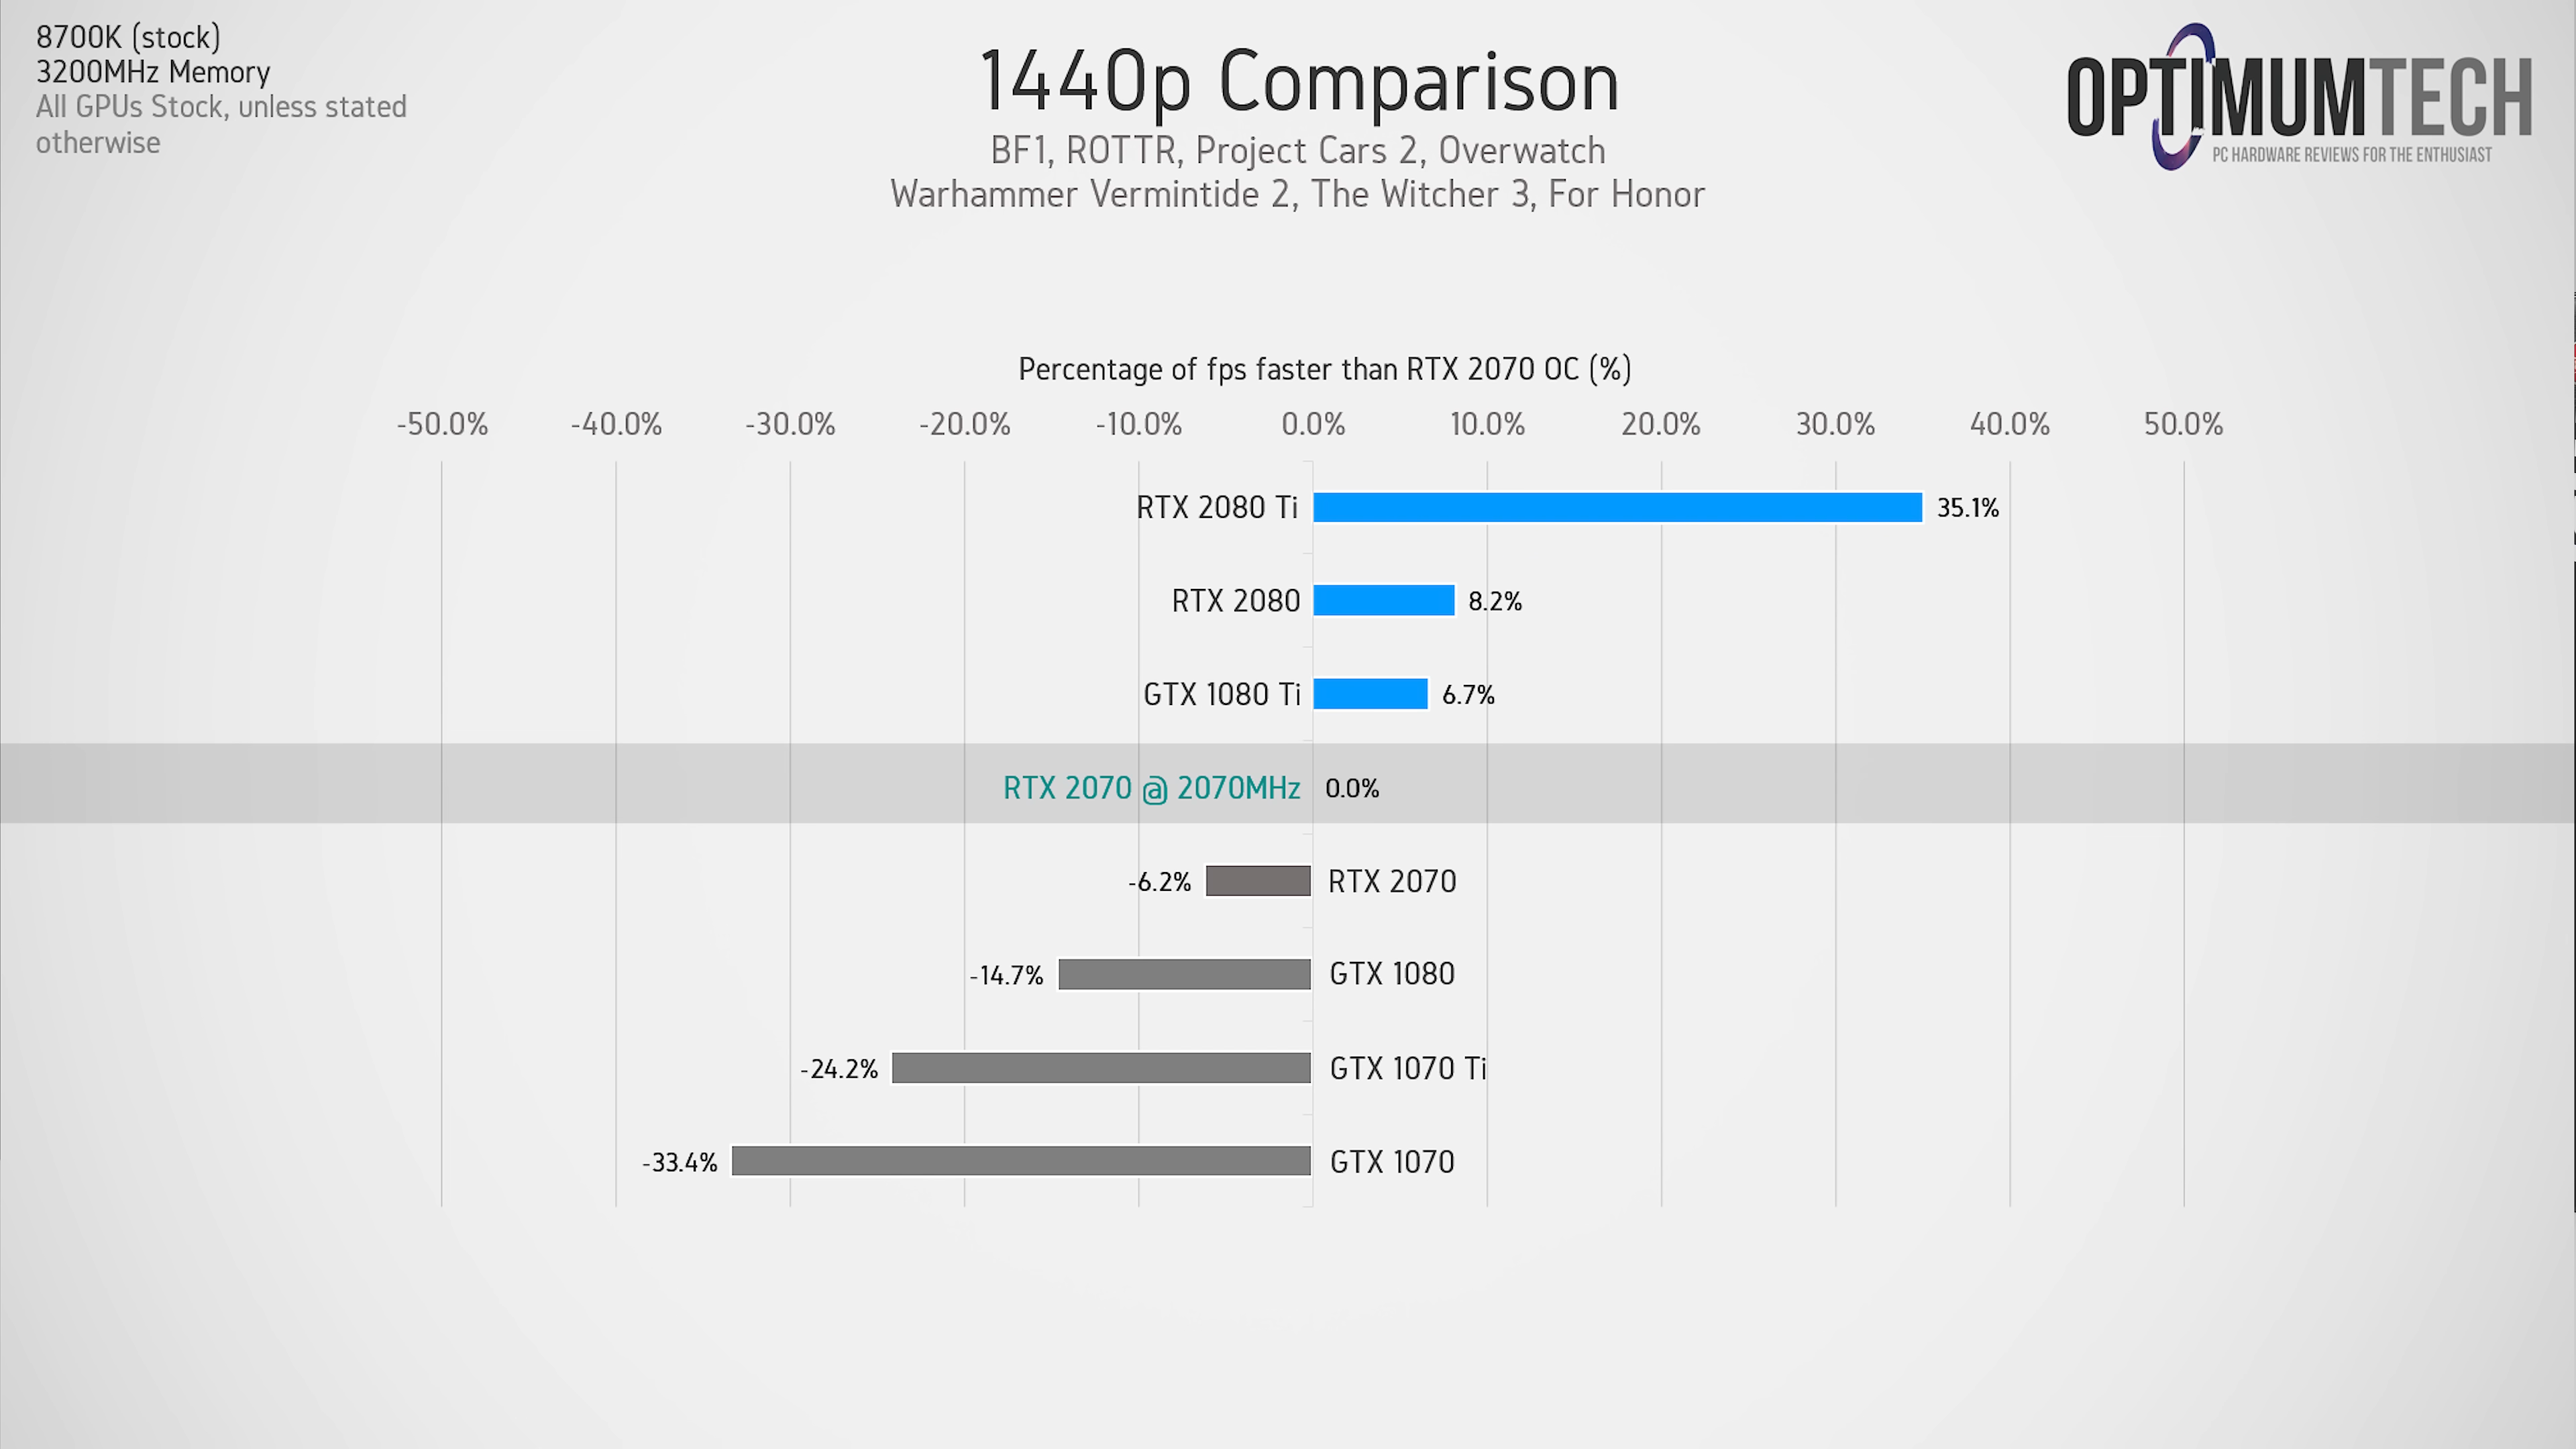 8700K (stock)
3200MHz Memory
All GPUs Stock, unless stated
otherwise
1440p Comparison
BF1, ROTTR, Project Cars 2, Overwatch
Warhammer Vermintide 2, The Witcher 3, For Honor
OPTIMUMTECH
PC HARDWARE REVIEWS FOR THE ENTHUSIAST
Percentage of fps faster than RTX 2070 OC (%)
-50.0% -40.0% -30.0% -20.0% -10.0% 0.0% 10.0% 20.0% 30.0% 40.0% 50.0%
RTX 2080 Ti 35.1%
RTX 2080 8.2%
GTX 1080 Ti 6.7%
RTX 2070 @ 2070MHz 0.0%
-6.2% RTX 2070
-14.7% GTX 1080
-24.2% GTX 1070 Ti
-33.4% GTX 1070